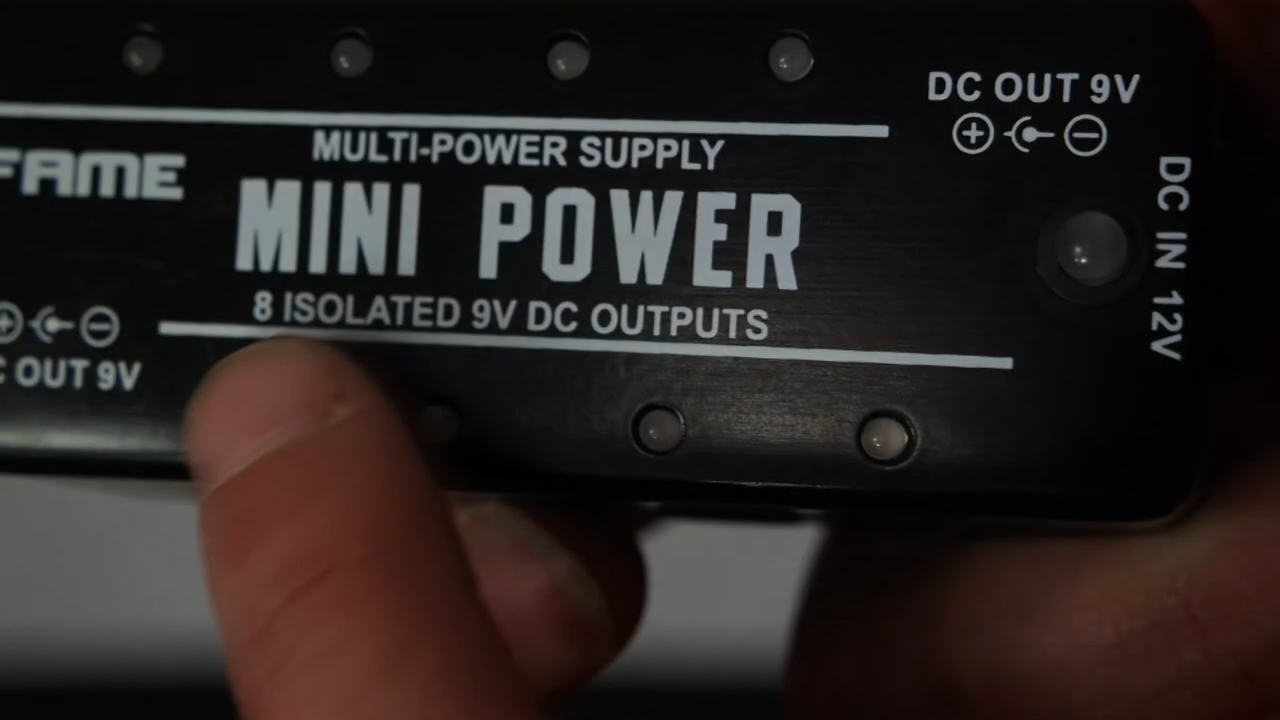 DC OUT 9V
MULTI-POWER SUPPLY
FAME
MINI POWER
8 ISOLATED 9V DC OUTPUTS
OUT 9V
DC IN 12V